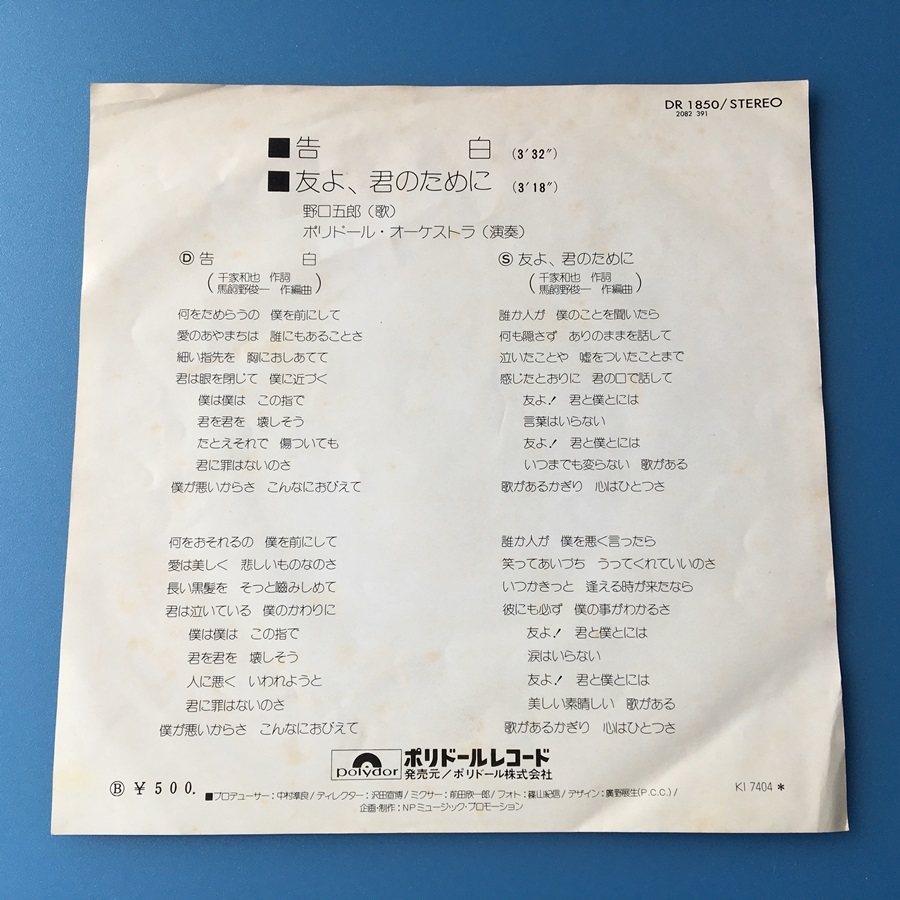 DR 1850/STEREO
2082 391
■告 白 (3′32″)
■友よ、君のために (3′18″)
野口五郎(歌)
ポリドール・オーケストラ(演奏)
Ⓓ告 白
(千家和也 作詞
馬飼野俊一 作編曲)
何をためらうの 僕を前にして
愛のあやまちは 誰にもあることさ
細い指先を 胸におしあてて
君は眼を閉じて 僕に近づく
僕は僕は この指で
君を君を 壊しそう
たとえそれで 傷ついても
君に罪はないのさ
僕が悪いからさ こんなにおびえて
何をおそれるの 僕を前にして
愛は美しく 悲しいものなのさ
長い黒髪を そっと噛みしめて
君は泣いている 僕のかわりに
僕は僕は この指で
君を君を 壊しそう
人に悪く いわれようと
君に罪はないのさ
僕が悪いからさ こんなにおびえて
Ⓢ友よ、君のために
(千家和也 作詞
馬飼野俊一 作編曲)
誰か人が 僕のことを聞いたら
何も隠さず ありのままを話して
泣いたことや 嘘をついたことまで
感じたとおりに 君の口で話して
友よ! 君と僕とには
言葉はいらない
友よ! 君と僕とには
いつまでも変らない 歌がある
歌があるかぎり 心はひとつさ
誰か人が 僕を悪く言ったら
笑ってあいづち うってくれていいのさ
いつかきっと 逢える時が来たなら
彼にも必ず 僕の事がわかるさ
友よ! 君と僕とには
涙はいらない
友よ! 君と僕とには
美しい素晴しい 歌がある
歌があるかぎり 心はひとつさ
polydor ポリドールレコード
発売元/ポリドール株式会社
Ⓑ ¥500.
■プロデューサー:中村淳良/ディレクター:沢田宣博/ミクサー:前田欣一郎/フォト:篠山紀信/デザイン:廣野展生(P.C.C.)/
企画・制作:NPミュージック・プロモーション
KI 7404 *